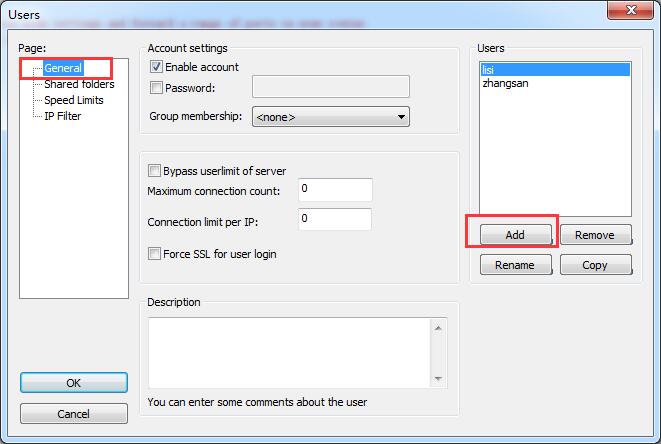 Users
Page:
General
Shared folders
Speed Limits
IP Filter
OK
Cancel
Account settings
Enable account
Password:
Group membership:
<none>
Bypass userlimit of server
Maximum connection count:
0
Connection limit per IP:
0
Force SSL for user login
Description
You can enter some comments about the user
Users
lisi
zhangsan
Add
Remove
Rename
Copy